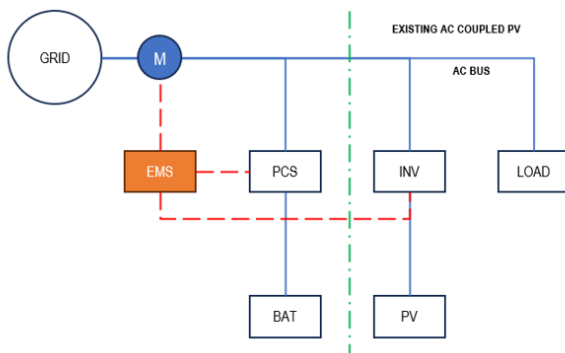 EXISTING AC COUPLED PV
GRID
M
AC BUS
EMS
PCS
INV
LOAD
BAT
PV